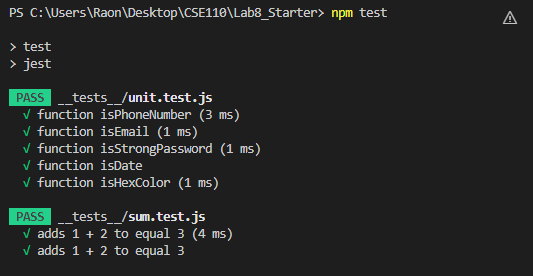 PS C:\Users\Raon\Desktop\CSE110\Lab8_Starter> npm test
> test
> jest
PASS __tests__/unit.test.js
√ function isPhoneNumber (3 ms)
√ function isEmail (1 ms)
√ function isStrongPassword (1 ms)
√ function isDate
√ function isHexColor (1 ms)
PASS __tests__/sum.test.js
√ adds 1 + 2 to equal 3 (4 ms)
√ adds 1 + 2 to equal 3